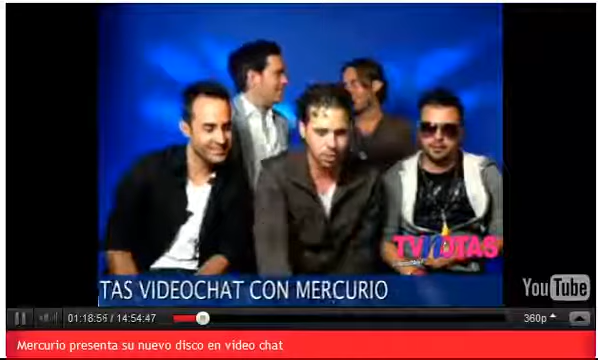 TVNOTAS
TAS VIDEOCHAT CON MERCURIO
YouTube
01:18:56 / 14:54:47
360p
Mercurio presenta su nuevo disco en video chat